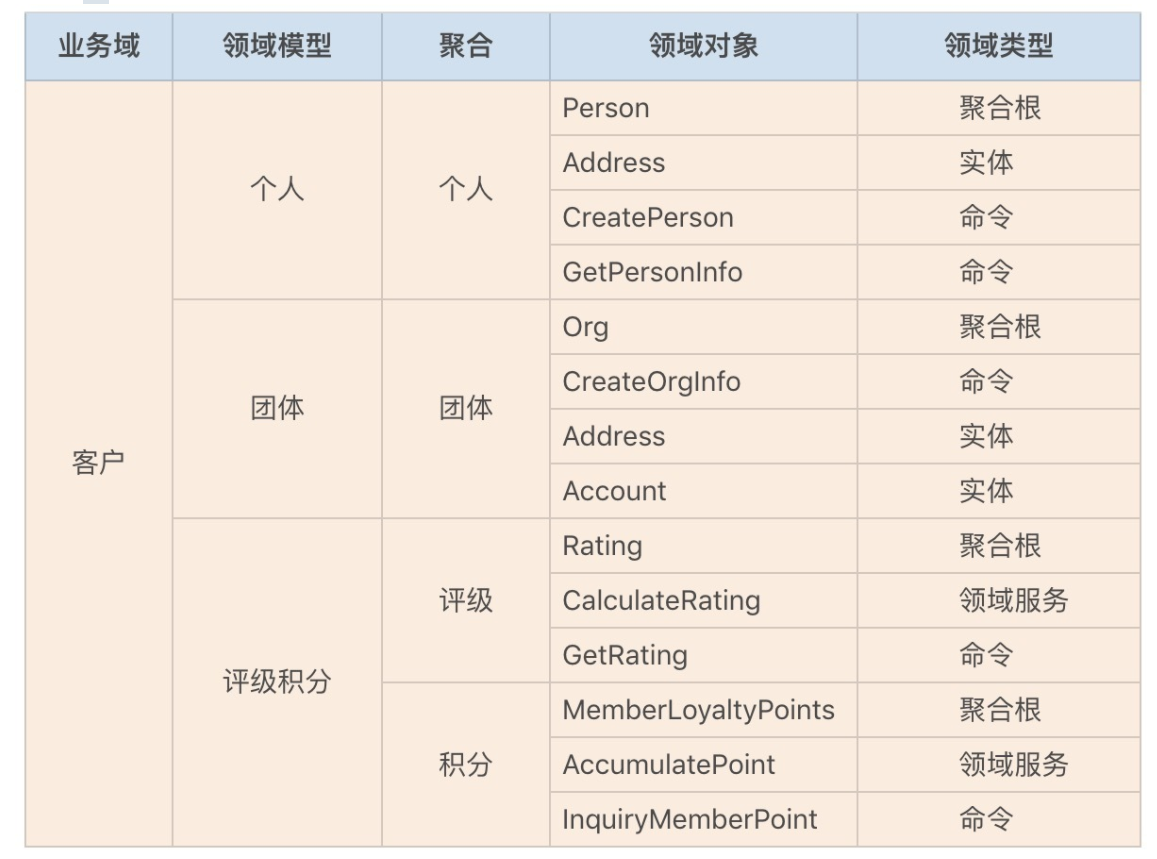 业务域 领域模型 聚合 领域对象 领域类型
Person 聚合根
Address 实体
个人 个人
CreatePerson 命令
GetPersonInfo 命令
Org 聚合根
CreateOrgInfo 命令
团体 团体
Address 实体
客户
Account 实体
Rating 聚合根
评级 CalculateRating 领域服务
GetRating 命令
评级积分
MemberLoyaltyPoints 聚合根
积分 AccumulatePoint 领域服务
InquiryMemberPoint 命令